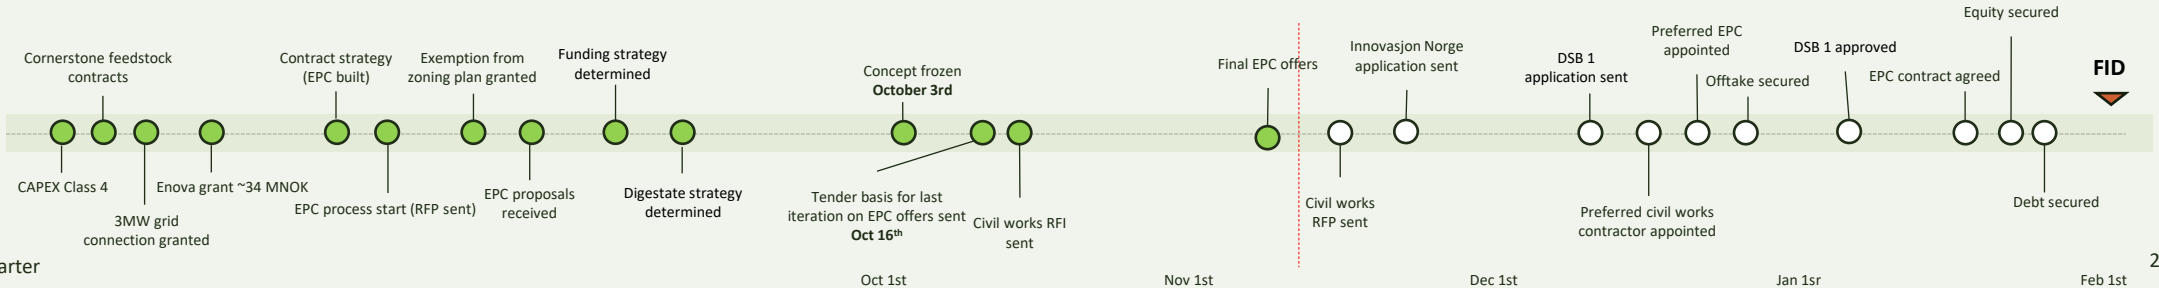 Cornerstone feedstock
contracts
Contract strategy
(EPC built)
Exemption from
zoning plan granted
Funding strategy
determined
Concept frozen
October 3rd
Final EPC offers
Innovasjon Norge
application sent
DSB 1
application sent
Preferred EPC
appointed
Offtake secured
DSB 1 approved
EPC contract agreed
Equity secured
FID
CAPEX Class 4
3MW grid
connection granted
Enova grant ~34 MNOK
EPC process start (RFP sent)
EPC proposals
received
Digestate strategy
determined
Tender basis for last
iteration on EPC offers sent
Oct 16th
Civil works RFI
sent
Civil works
RFP sent
Preferred civil works
contractor appointed
Debt secured
arter
2
Oct 1st
Nov 1st
Dec 1st
Jan 1sr
Feb 1st